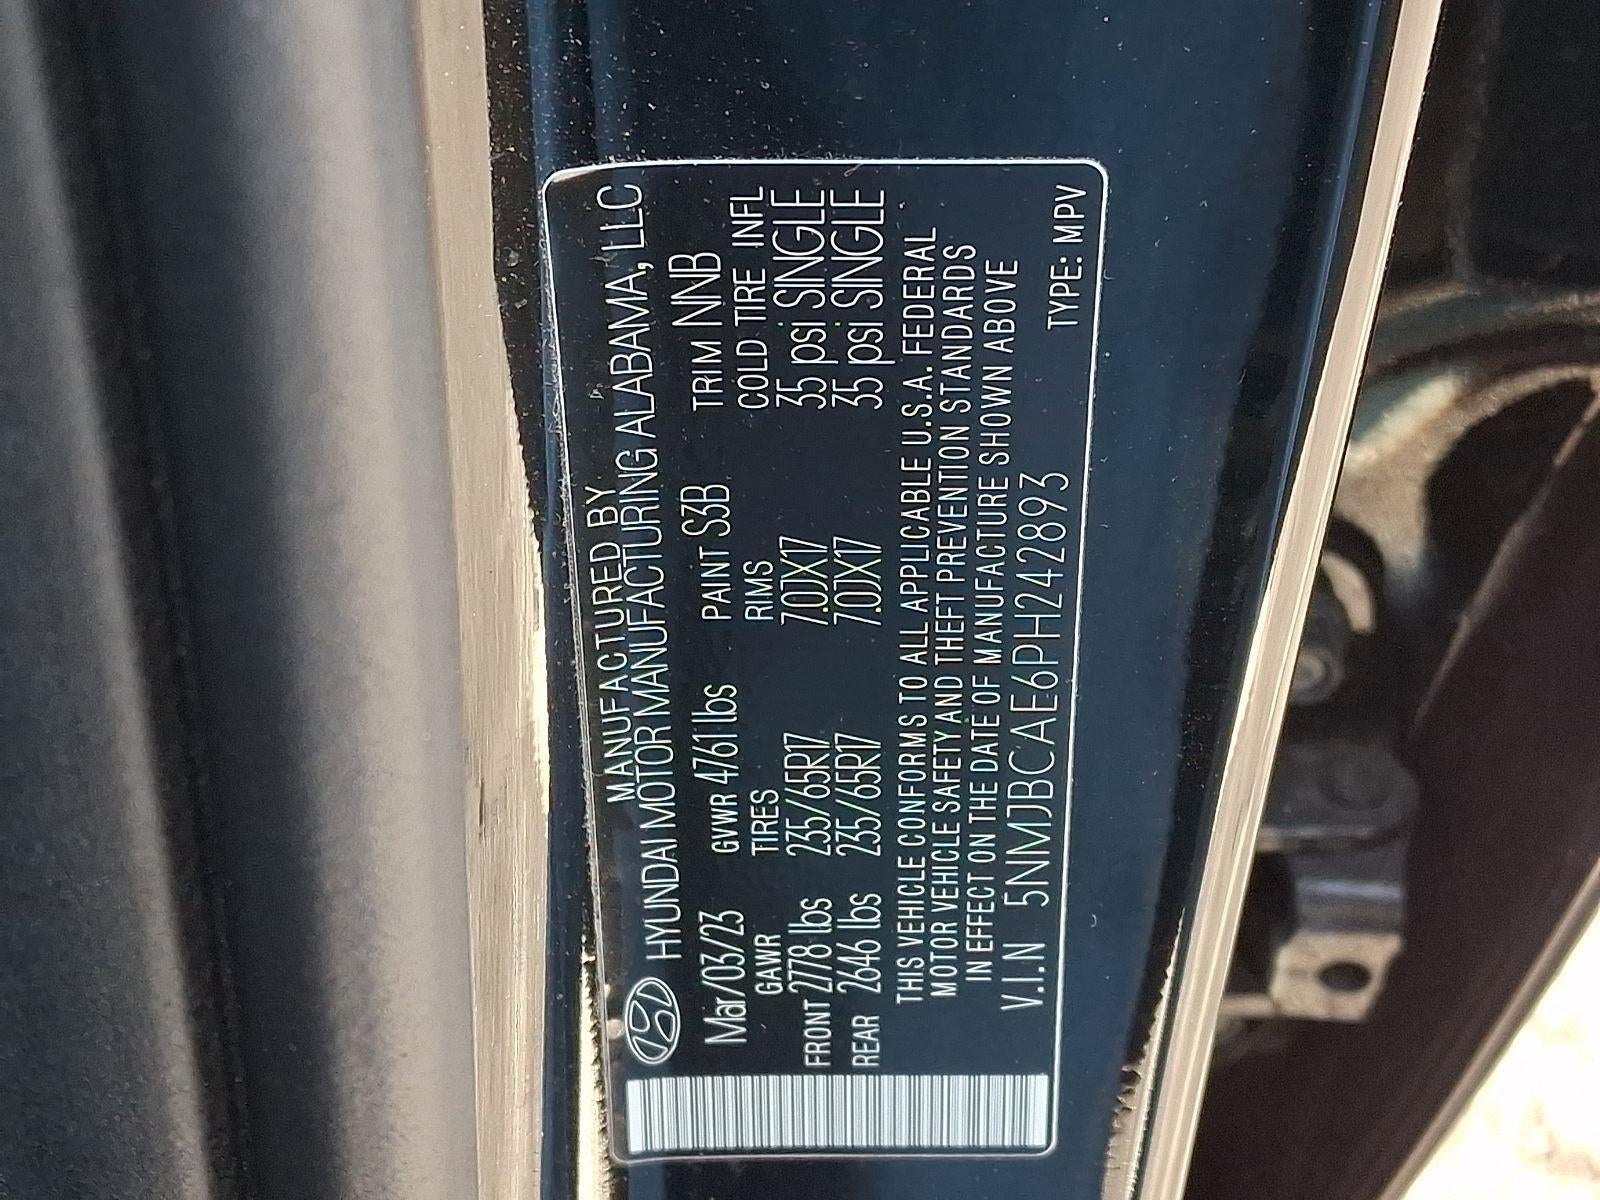 MANUFACTURED BY
HYUNDAI MOTOR MANUFACTURING ALABAMA, LLC
Mar/03/23 GVWR 4761 lbs PAINT S3B TRIM NNB
GAWR TIRES RIMS COLD TIRE INFL
FRONT 2778 lbs 235/65R17 7.0JX17 35 psi SINGLE
REAR 2646 lbs 235/65R17 7.0JX17 35 psi SINGLE
THIS VEHICLE CONFORMS TO ALL APPLICABLE U.S.A. FEDERAL
MOTOR VEHICLE SAFETY AND THEFT PREVENTION STANDARDS
IN EFFECT ON THE DATE OF MANUFACTURE SHOWN ABOVE
V.I.N 5NMJBCAE6PH242893 TYPE: MPV